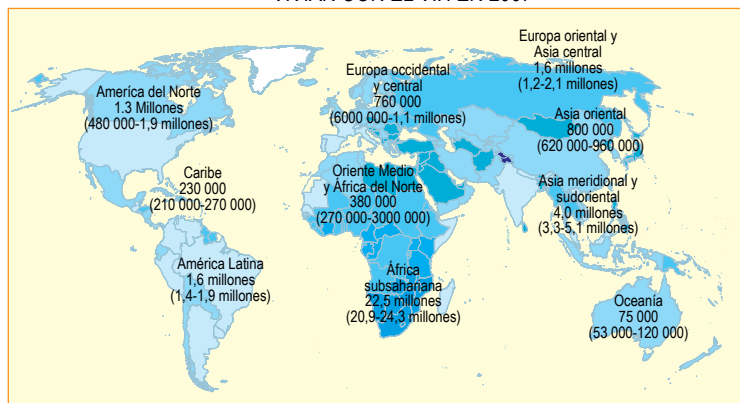 América del Norte
1.3 Millones
(480 000-1,9 millones)
Caribe
230 000
(210 000-270 000)
América Latina
1,6 millones
(1,4-1,9 millones)
Europa occidental
y central
760 000
(6000 000-1,1 millones)
Oriente Medio
y África del Norte
380 000
(270 000-3000 000)
África
subsahariana
22,5 millones
(20,9-24,3 millones)
Europa oriental y
Asia central
1,6 millones
(1,2-2,1 millones)
Asia oriental
800 000
(620 000-960 000)
Asia meridional y
sudoriental
4,0 millones
(3,3-5,1 millones)
Oceanía
75 000
(53 000-120 000)